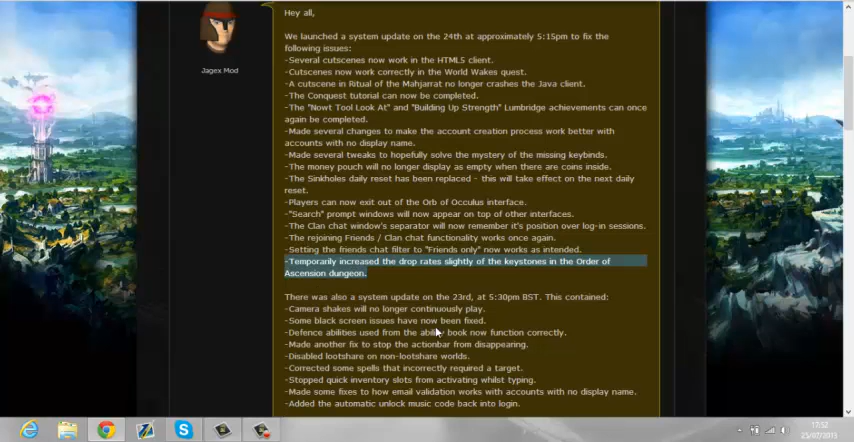 Hey all,
Jagex Mod
We launched a system update on the 24th at approximately 5:15pm to fix the
following issues:
-Several cutscenes now work in the HTML5 client.
-Cutscenes now work correctly in the World Wakes quest.
-A cutscene in Ritual of the Mahjarrat no longer crashes the Java client.
-The Conquest tutorial can now be completed.
-The "Nowt Tool Look At" and "Building Up Strength" Lumbridge achievements can once
again be completed.
-Made several changes to make the account creation process work better with
accounts with no display name.
-Made several tweaks to hopefully solve the mystery of the missing keybinds.
-The money pouch will no longer display as empty when there are coins inside.
-The Sinkholes daily reset has been replaced - this will take effect on the next daily
reset.
-Players can now exit out of the Orb of Occulus interface.
-"Search" prompt windows will now appear on top of other interfaces.
-The Clan chat window's separator will now remember it's position over log-in sessions.
-The rejoining Friends / Clan chat functionality works once again.
-Setting the friends chat filter to "Friends only" now works as intended.
-Temporarily increased the drop rates slightly of the keystones in the Order of
Ascension dungeon.
There was also a system update on the 23rd, at 5:30pm BST. This contained:
-Camera shakes will no longer continuously play.
-Some black screen issues have now been fixed.
-Defence abilities used from the ability book now function correctly.
-Made another fix to stop the actionbar from disappearing.
-Disabled lootshare on non-lootshare worlds.
-Corrected some spells that incorrectly required a target.
-Stopped quick inventory slots from activating whilst typing.
-Made some fixes to how email validation works with accounts with no display name.
-Added the automatic unlock music code back into login.
17:52
25/07/2013